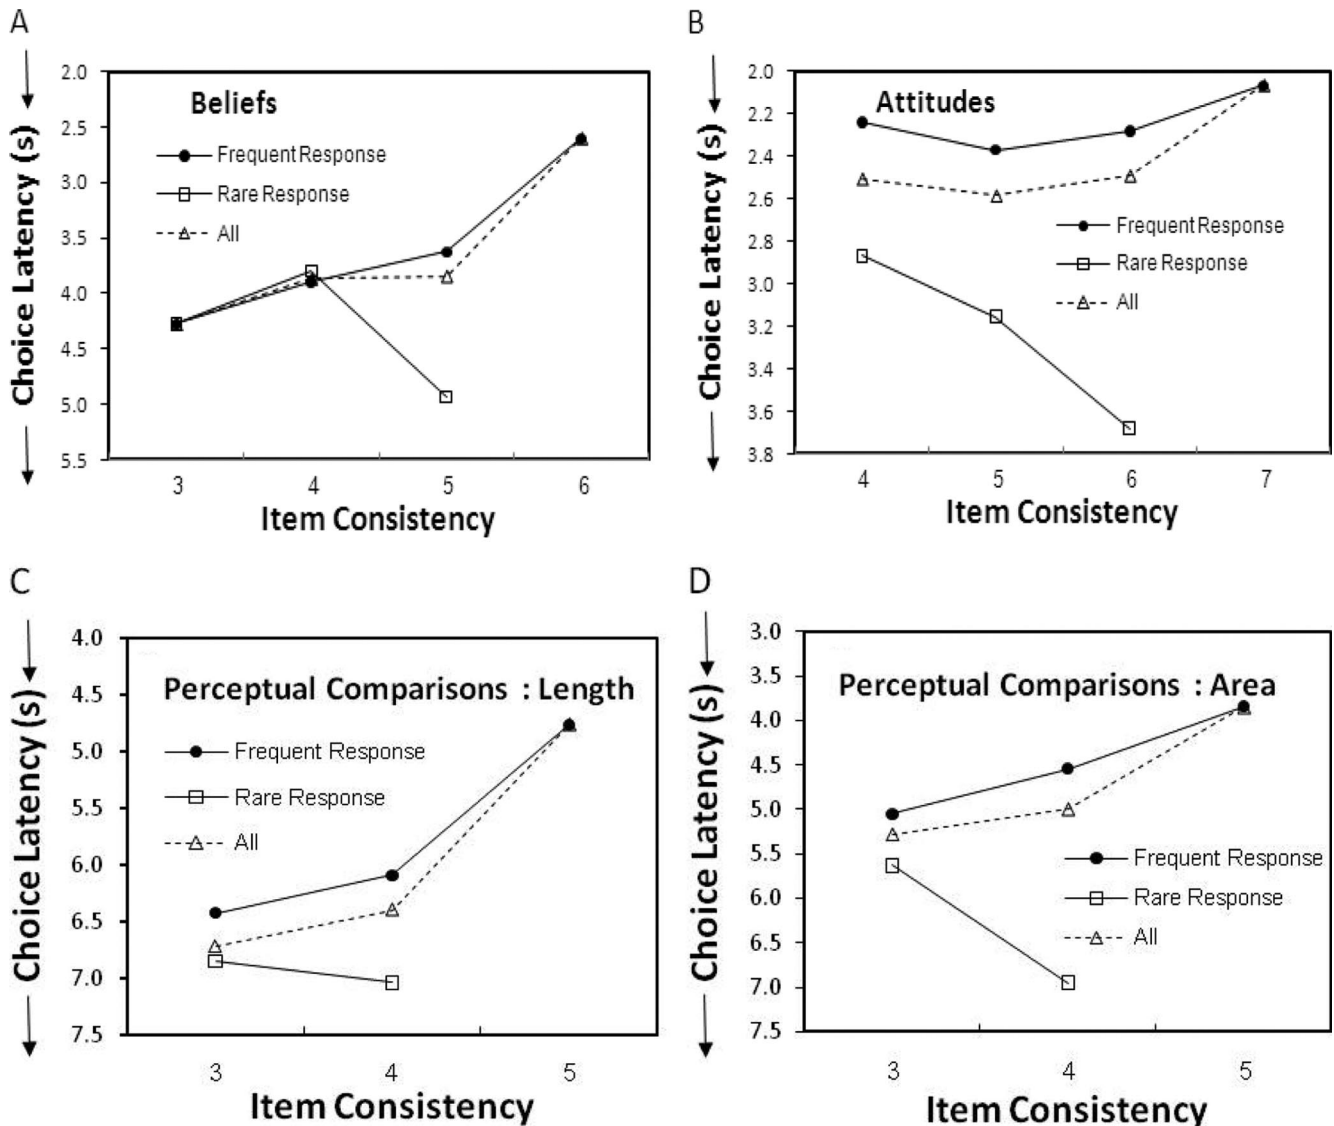 A
Choice Latency (s)
2.0
2.5
3.0
3.5
4.0
4.5
5.0
5.5
Beliefs
Frequent Response
Rare Response
All
3 4 5 6
Item Consistency
B
Choice Latency (s)
2.0
2.2
2.4
2.6
2.8
3.0
3.2
3.4
3.6
3.8
Attitudes
Frequent Response
Rare Response
All
4 5 6 7
Item Consistency
C
Choice Latency (s)
4.0
4.5
5.0
5.5
6.0
6.5
7.0
7.5
Perceptual Comparisons : Length
Frequent Response
Rare Response
All
3 4 5
Item Consistency
D
Choice Latency (s)
3.0
3.5
4.0
4.5
5.0
5.5
6.0
6.5
7.0
7.5
Perceptual Comparisons : Area
Frequent Response
Rare Response
All
3 4 5
Item Consistency